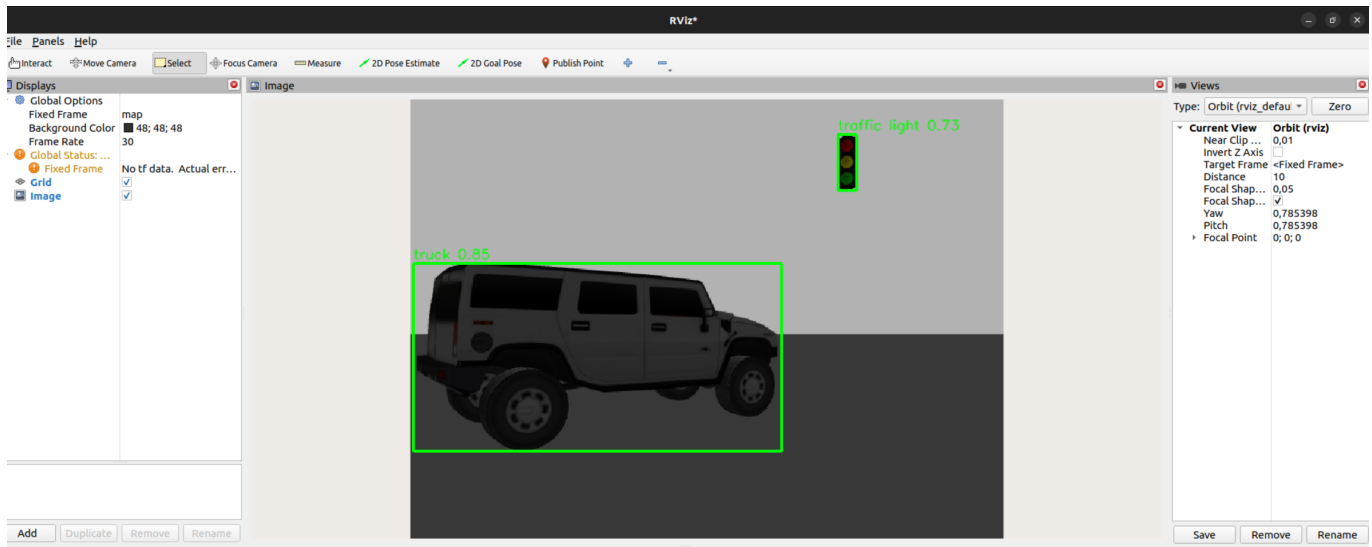 RViz*
File Panels Help
Interact Move Camera Select Focus Camera Measure 2D Pose Estimate 2D Goal Pose Publish Point
Displays
Global Options
Fixed Frame map
Background Color 48; 48; 48
Frame Rate 30
Global Status: ...
Fixed Frame No tf data. Actual err...
Grid
Image
Add Duplicate Remove Rename
Image
traffic light 0.73
truck 0.85
Views
Type: Orbit (rviz_defaul Zero
Current View Orbit (rviz)
Near Clip ... 0,01
Invert Z Axis
Target Frame <Fixed Frame>
Distance 10
Focal Shap... 0,05
Focal Shap...
Yaw 0,785398
Pitch 0,785398
Focal Point 0; 0; 0
Save Remove Rename